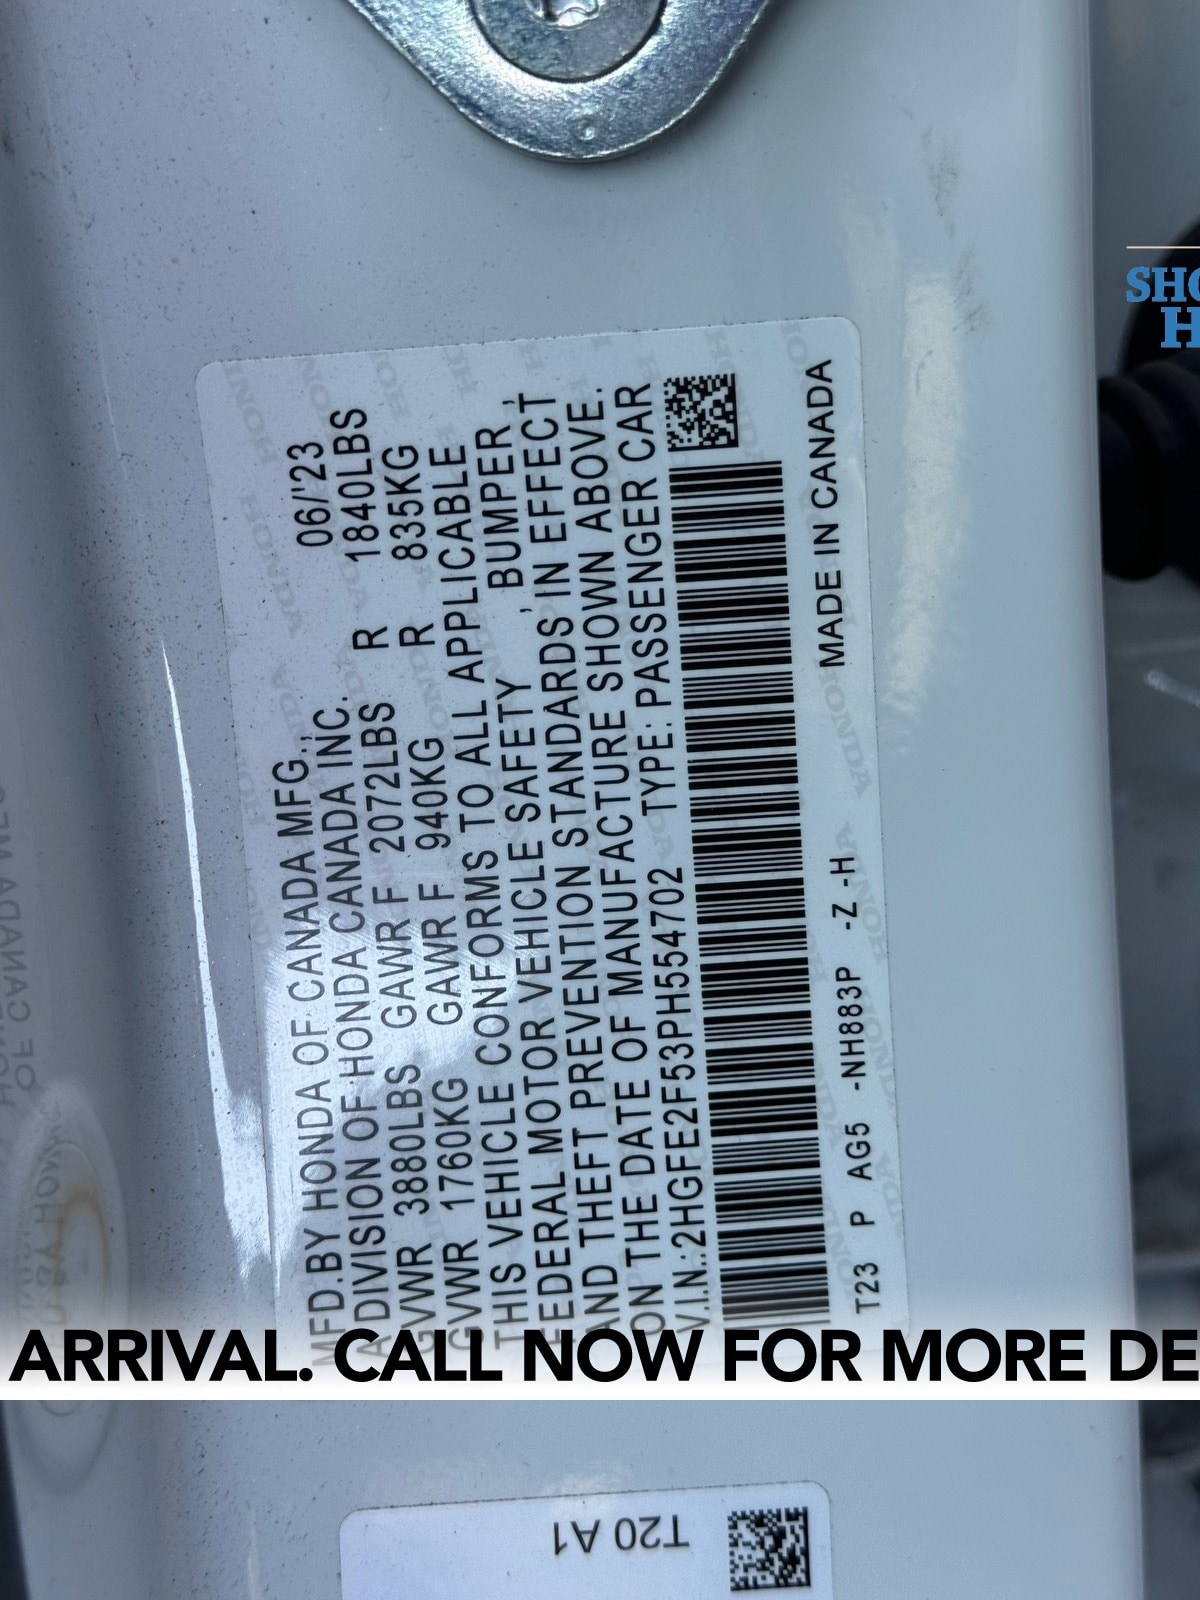 MFD.BY HONDA OF CANADA MFG., 06/'23
A DIVISION OF HONDA CANADA INC.
GVWR 3880LBS GAWR F 2072LBS R 1840LBS
GVWR 1760KG GAWR F 940KG R 835KG
THIS VEHICLE CONFORMS TO ALL APPLICABLE
FEDERAL MOTOR VEHICLE SAFETY , BUMPER ,
AND THEFT PREVENTION STANDARDS IN EFFECT
ON THE DATE OF MANUFACTURE SHOWN ABOVE.
V.I.N.:2HGFE2F53PH554702 TYPE: PASSENGER CAR
MADE IN CANADA
T23 P AG5 -NH883P -Z -H
ARRIVAL. CALL NOW FOR MORE DE
T20 A1